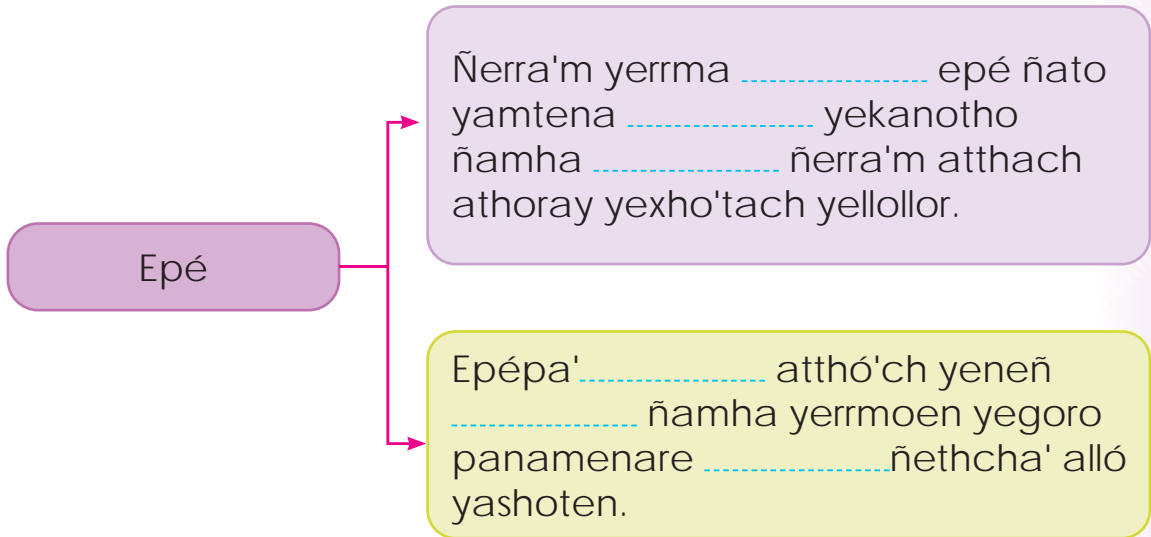 Epé
Ñerra'm yerrma .................. epé ñato
yamtena .................. yekanotho
ñamha .................. ñerra'm atthach
athoray yexho'tach yellollor.
Epépa'.................. atthó'ch yeneñ
.................. ñamha yerrmoen yegoro
panamenare ..................ñethcha' alló
yashoten.